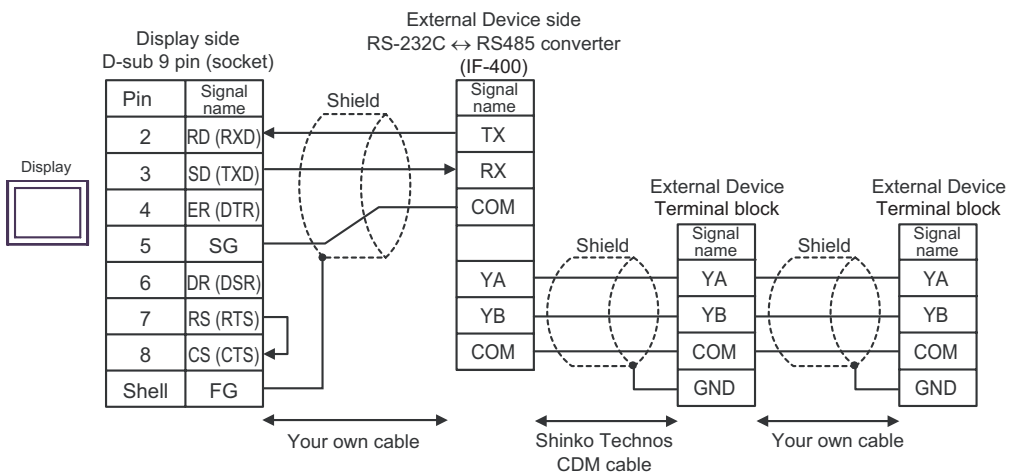 External Device side
RS-232C ↔ RS485 converter
(IF-400)
Display side
D-sub 9 pin (socket)
Display
Pin
Signal
name
2
RD (RXD)
3
SD (TXD)
4
ER (DTR)
5
SG
6
DR (DSR)
7
RS (RTS)
8
CS (CTS)
Shell
FG
Shield
Signal
name
TX
RX
COM
YA
YB
COM
Shield
External Device
Terminal block
Signal
name
YA
YB
COM
GND
Shield
External Device
Terminal block
Signal
name
YA
YB
COM
GND
Your own cable
Shinko Technos
CDM cable
Your own cable